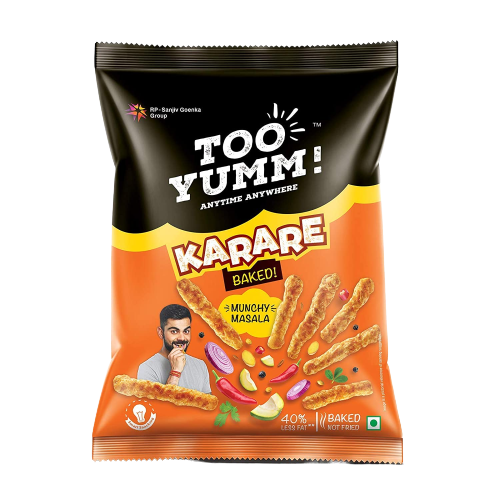 RP-Sanjiv Goenka
Group
TOO
YUMM!
™
ANYTIME ANYWHERE
KARARE
BAKED!
MUNCHY
MASALA
40%
LESS FAT**
BAKED
NOT FRIED